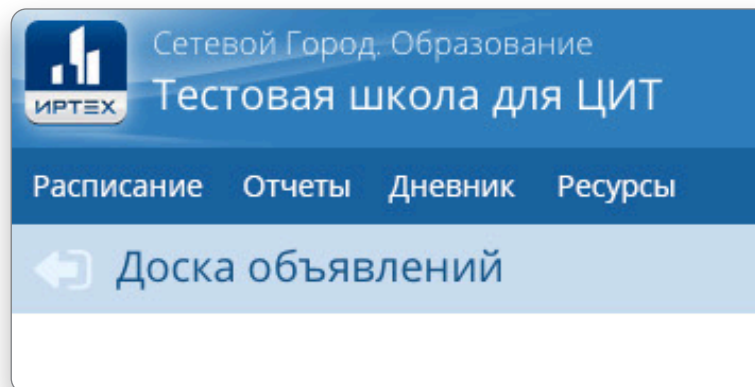 Сетевой Город. Образование
ИРТЕХ Тестовая школа для ЦИТ
Расписание Отчеты Дневник Ресурсы
Доска объявлений